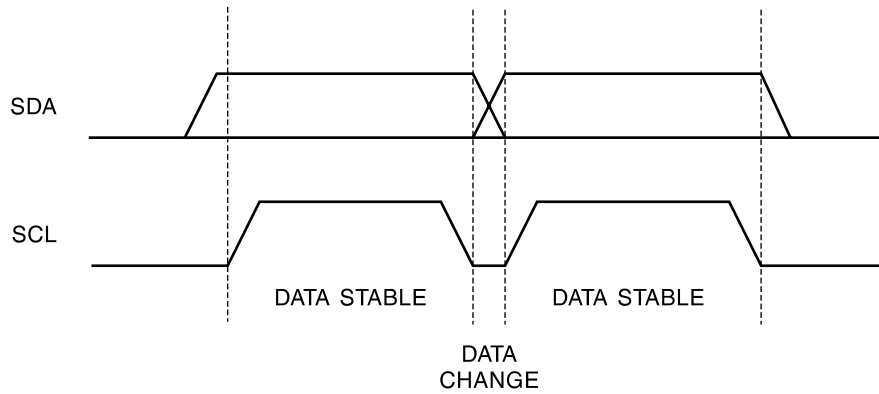 SDA
SCL
DATA STABLE
DATA STABLE
DATA
CHANGE